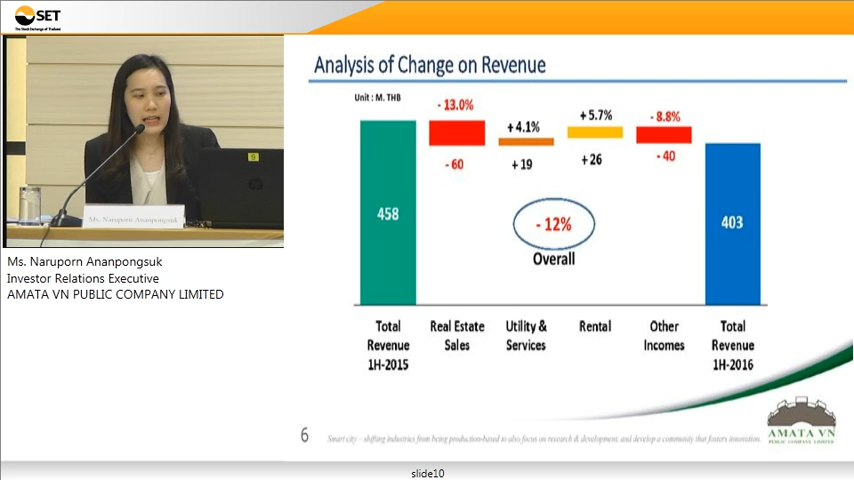 SET
The Stock Exchange of Thailand
Analysis of Change on Revenue
Unit : M. THB
- 13.0%
+ 4.1%
+ 5.7%
- 8.8%
- 60
+ 19
+ 26
- 40
458
- 12%
403
Overall
Total Revenue 1H-2015
Real Estate Sales
Utility & Services
Rental
Other Incomes
Total Revenue 1H-2016
Ms. Naruporn Ananpongsuk
Ms. Naruporn Ananpongsuk
Investor Relations Executive
AMATA VN PUBLIC COMPANY LIMITED
6
Smart city – shifting industries from being production-based to also focus on research & development, and develop a community that fosters innovation.
AMATA VN
PUBLIC COMPANY LIMITED
slide10